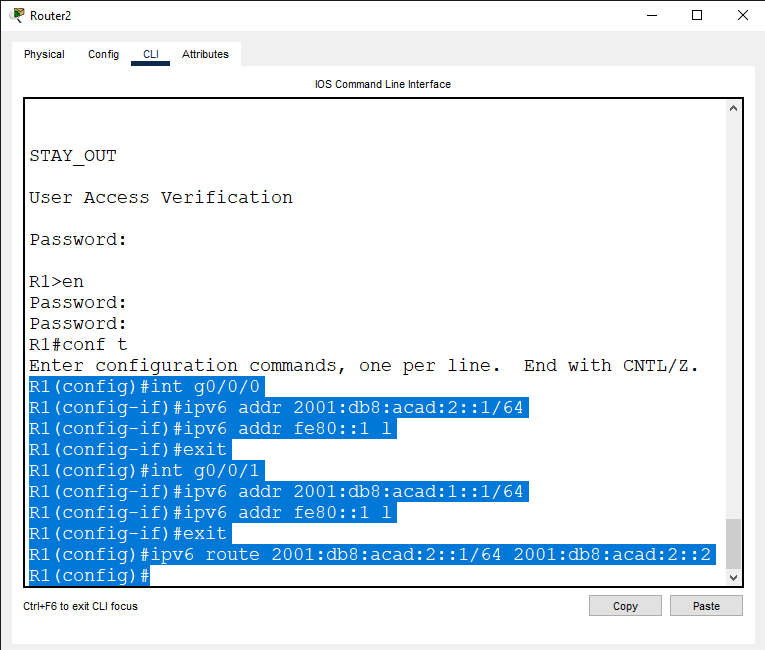 Router2
Physical Config CLI Attributes
IOS Command Line Interface
STAY_OUT
User Access Verification
Password:
R1>en
Password:
Password:
R1#conf t
Enter configuration commands, one per line.  End with CNTL/Z.
R1(config)#int g0/0/0
R1(config-if)#ipv6 addr 2001:db8:acad:2::1/64
R1(config-if)#ipv6 addr fe80::1 l
R1(config-if)#exit
R1(config)#int g0/0/1
R1(config-if)#ipv6 addr 2001:db8:acad:1::1/64
R1(config-if)#ipv6 addr fe80::1 l
R1(config-if)#exit
R1(config)#ipv6 route 2001:db8:acad:2::1/64 2001:db8:acad:2::2
R1(config)#
Ctrl+F6 to exit CLI focus Copy Paste